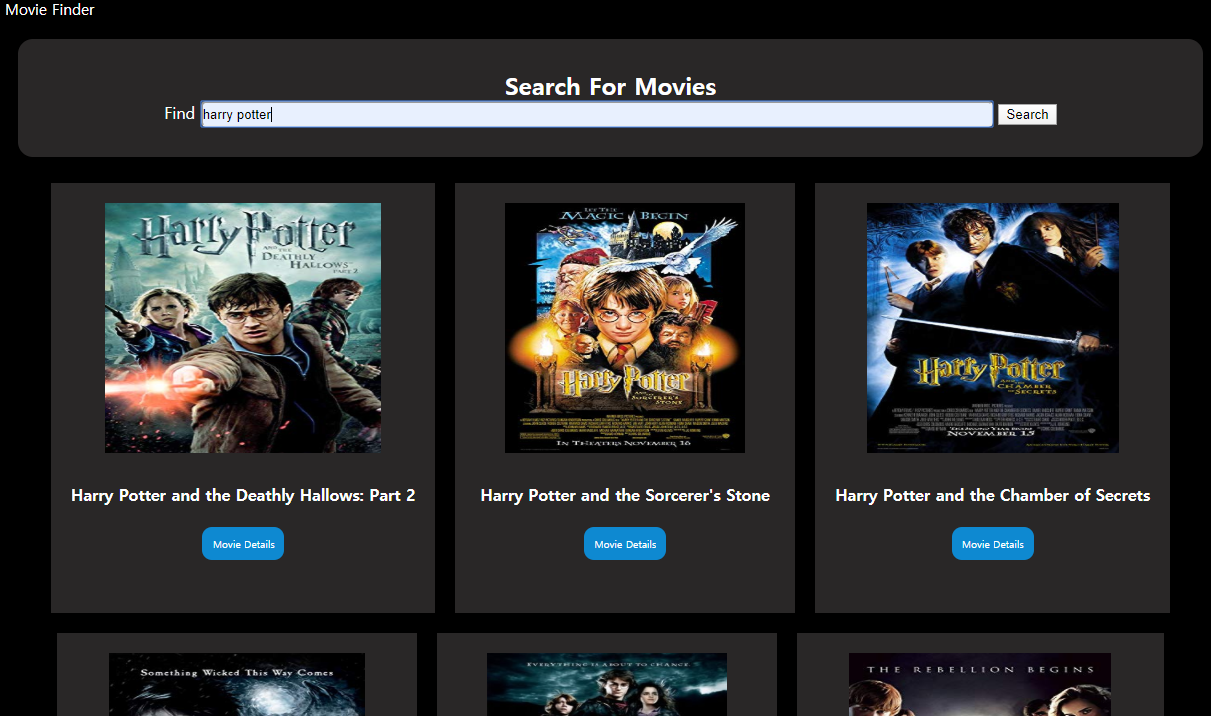 Movie Finder
Search For Movies
Find harry potter Search
Harry Potter
AND THE
DEATHLY
HALLOWS
PART 2
LET THE
MAGIC BEGIN
Harry Potter
AND THE
SORCERER'S
STONE
IN THEATERS NOVEMBER 16
Harry Potter
AND THE
CHAMBER
OF SECRETS
NOVEMBER 15
Harry Potter and the Deathly Hallows: Part 2
Harry Potter and the Sorcerer's Stone
Harry Potter and the Chamber of Secrets
Movie Details
Movie Details
Movie Details
SOMETHING WICKED THIS WAY COMES
EVERYTHING IS ABOUT TO CHANGE
THE REBELLION BEGINS